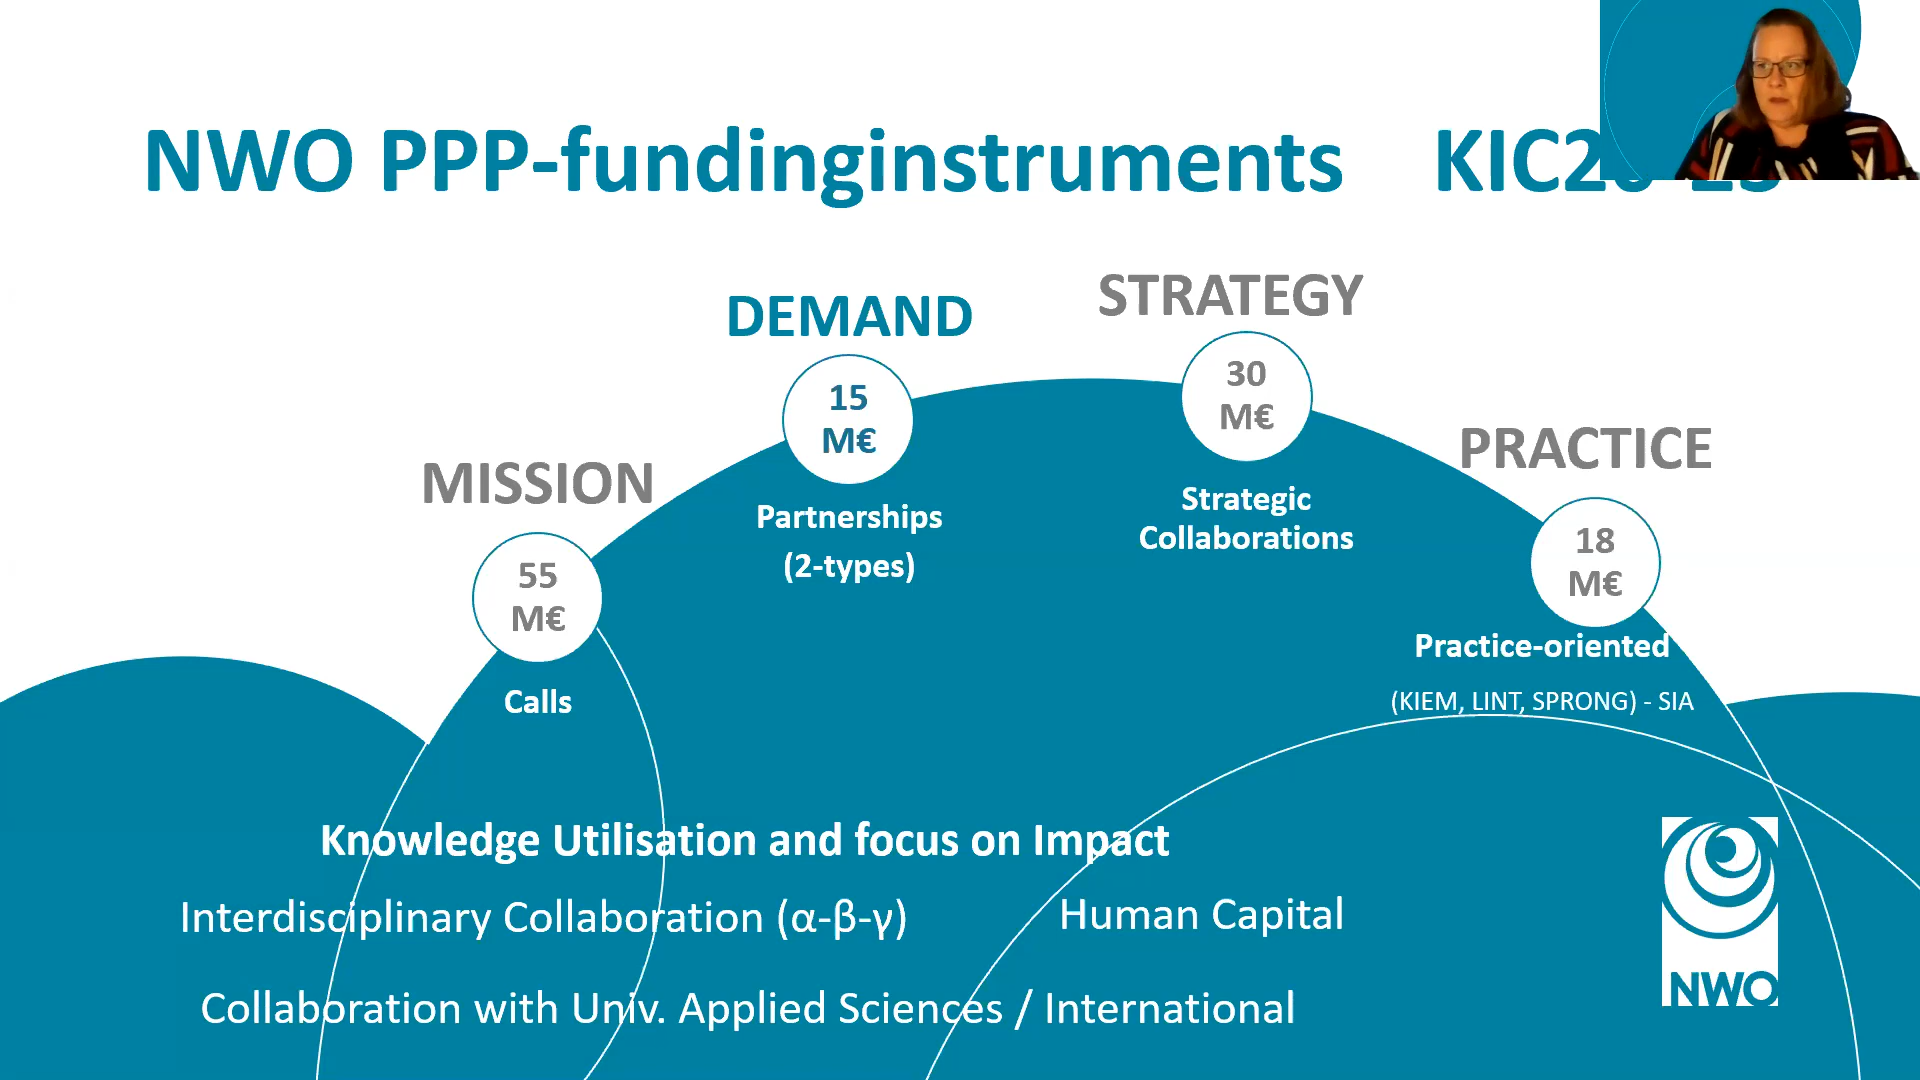 NWO PPP-fundinginstruments KIC20-23
STRATEGY
DEMAND
30
M€
15
M€
PRACTICE
MISSION
Strategic
Collaborations
Partnerships
(2-types)
18
M€
55
M€
Practice-oriented
(KIEM, LINT, SPRONG) - SIA
Calls
Knowledge Utilisation and focus on Impact
Interdisciplinary Collaboration (α-β-γ)
Human Capital
Collaboration with Univ. Applied Sciences / International
NWO